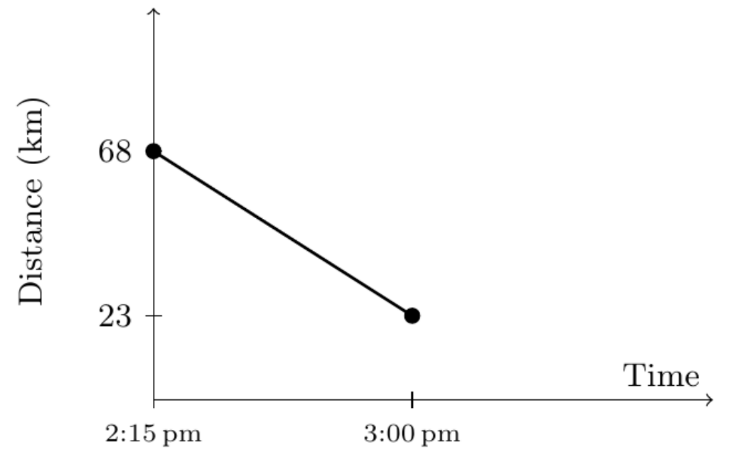 Distance (km)
68
23
Time
2:15 pm
3:00 pm